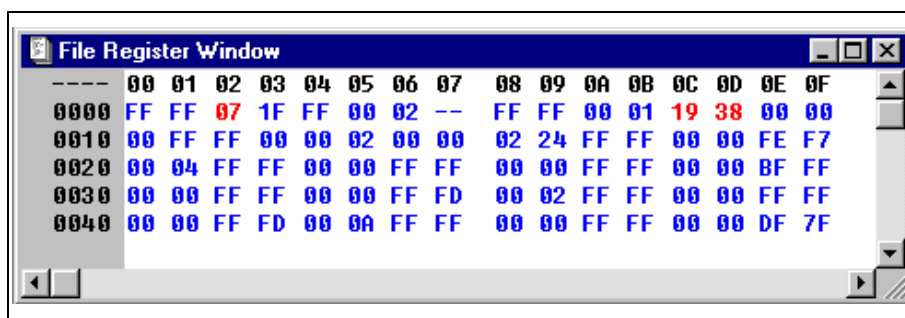 File Register Window
---- 00 01 02 03 04 05 06 07 08 09 0A 0B 0C 0D 0E 0F
0000 FF FF 07 1F FF 00 02 -- FF FF 00 01 19 38 00 00
0010 00 FF FF 00 00 02 00 00 02 24 FF FF 00 00 FE F7
0020 00 04 FF FF 00 00 FF FF 00 00 FF FF 00 00 BF FF
0030 00 00 FF FF 00 00 FF FD 00 02 FF FF 00 00 FF FF
0040 00 00 FF FD 00 0A FF FF 00 00 FF FF 00 00 DF 7F